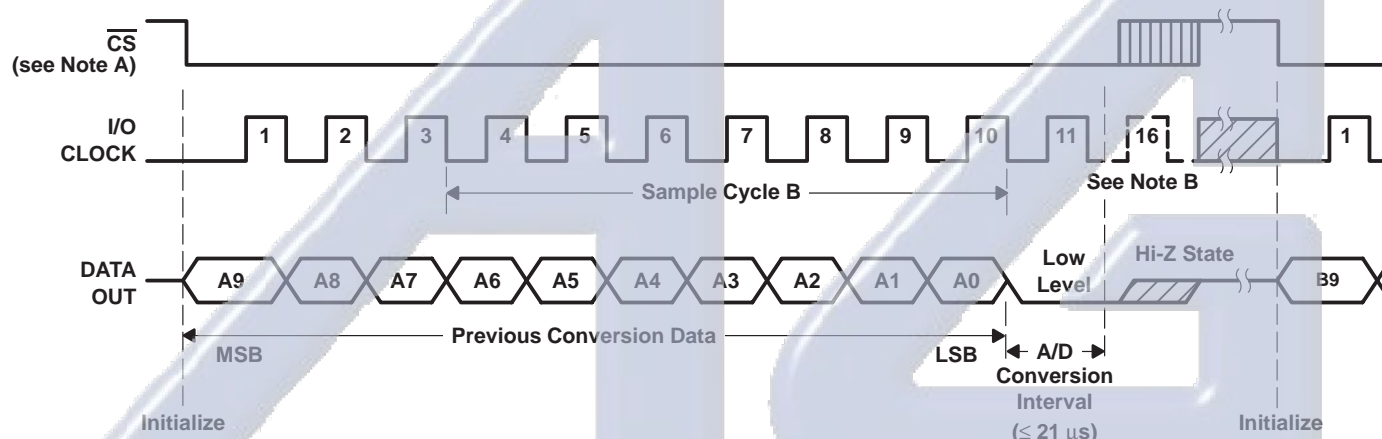 CS
(see Note A)
I/O
CLOCK
1 2 3 4 5 6 7 8 9 10 11 16 1
See Note B
Sample Cycle B
DATA
OUT
A9 A8 A7 A6 A5 A4 A3 A2 A1 A0
Low
Level
Hi-Z State
B9
Previous Conversion Data
MSB
LSB
A/D
Conversion
Interval
(≤ 21 μs)
Initialize
Initialize